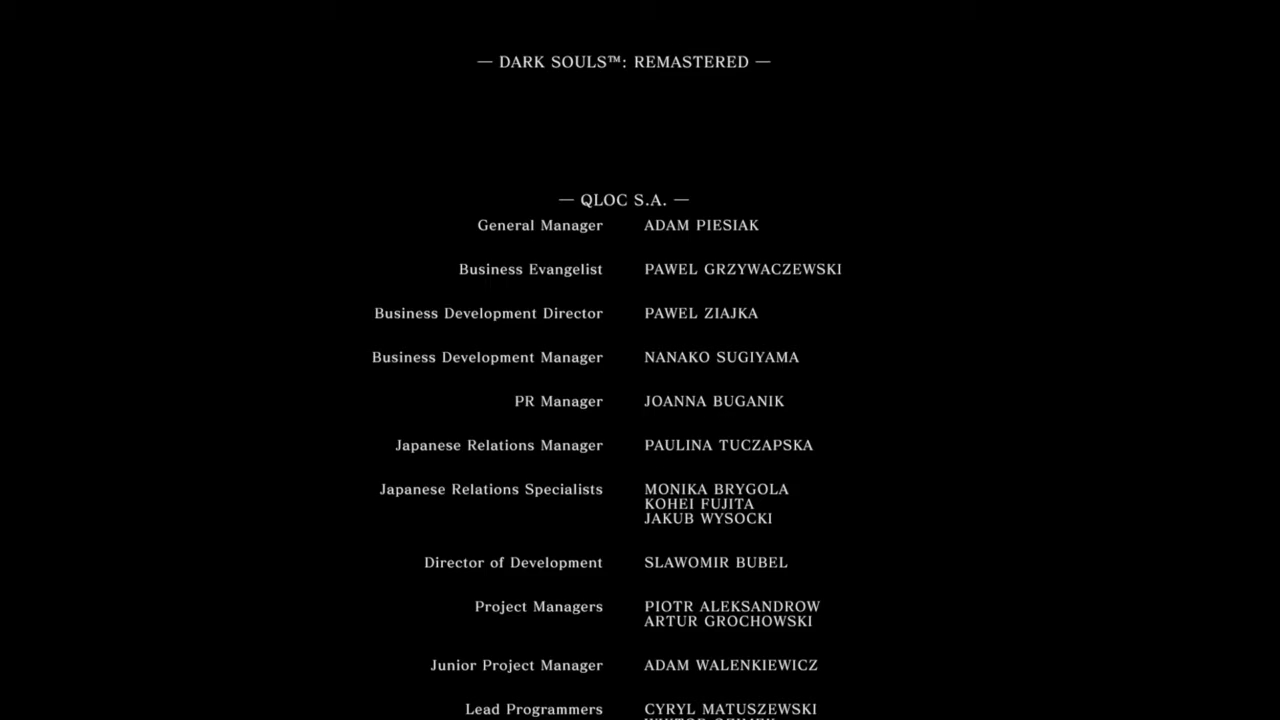 — DARK SOULS™: REMASTERED —
— QLOC S.A. —
General Manager ADAM PIESIAK
Business Evangelist PAWEL GRZYWACZEWSKI
Business Development Director PAWEL ZIAJKA
Business Development Manager NANAKO SUGIYAMA
PR Manager JOANNA BUGANIK
Japanese Relations Manager PAULINA TUCZAPSKA
Japanese Relations Specialists MONIKA BRYGOLA
KOHEI FUJITA
JAKUB WYSOCKI
Director of Development SLAWOMIR BUBEL
Project Managers PIOTR ALEKSANDROW
ARTUR GROCHOWSKI
Junior Project Manager ADAM WALENKIEWICZ
Lead Programmers CYRYL MATUSZEWSKI